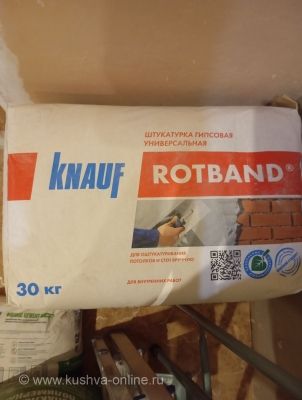 ШТУКАТУРКА ГИПСОВАЯ
УНИВЕРСАЛЬНАЯ
KNAUF
ROTBAND®
ДЛЯ ОШТУКАТУРИВАНИЯ
ПОТОЛКОВ И СТЕН ВРУЧНУЮ
30 КГ
ДЛЯ ВНУТРЕННИХ РАБОТ
© www.kushva-online.ru